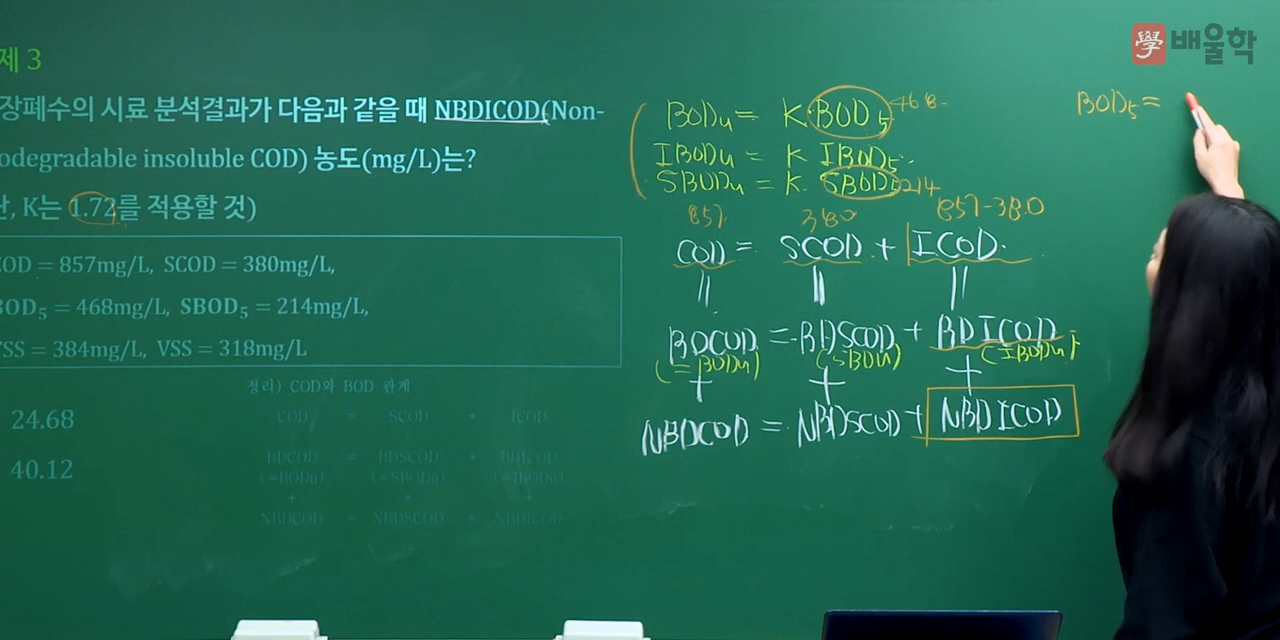 學 배울학
제 3
장폐수의 시료 분석결과가 다음과 같을 때 NBDICOD(Non-
odegradable insoluble COD) 농도(mg/L)는?
, K는 1.72를 적용할 것)
COD = 857mg/L, SCOD = 380mg/L,
BOD₅ = 468mg/L, SBOD₅ = 214mg/L,
TSS = 384mg/L, VSS = 318mg/L
24.68
40.12
정리) COD와 BOD 관계
COD = SCOD + ICOD
BDCOD = BDSCOD + BDICOD
(=BODu) (=SBODu) (=IBODu)
+ + +
NBDCOD = NBDSCOD + NBDICOD
BODu = K BOD₅ 468
IBODu = K IBOD₅
SBODu = K. SBOD₅ 214
857 380 857-380
COD = SCOD + ICOD
|| || ||
BDCOD = BDSCOD + BDICOD
(=BODu) (SBODu) (IBODu)
+ + +
NBDCOD = NBDSCOD + NBDICOD
BOD₅ =